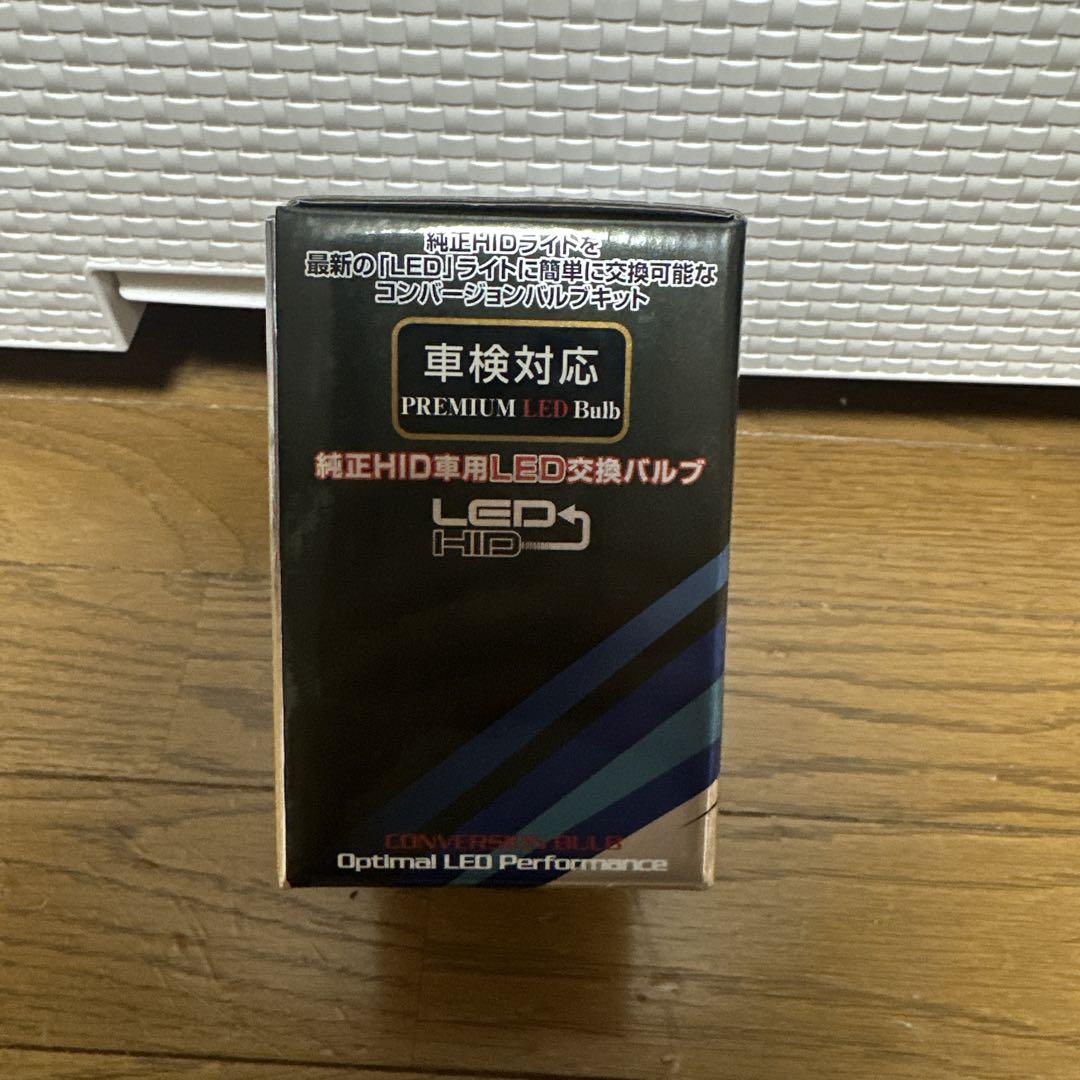 純正HIDライトを
最新の「LED」ライトに簡単に交換可能な
コンバージョンバルブキット
車検対応
PREMIUM LED Bulb
純正HID車用LED交換バルブ
LED
HID
CONVERSION BULB
Optimal LED Performance